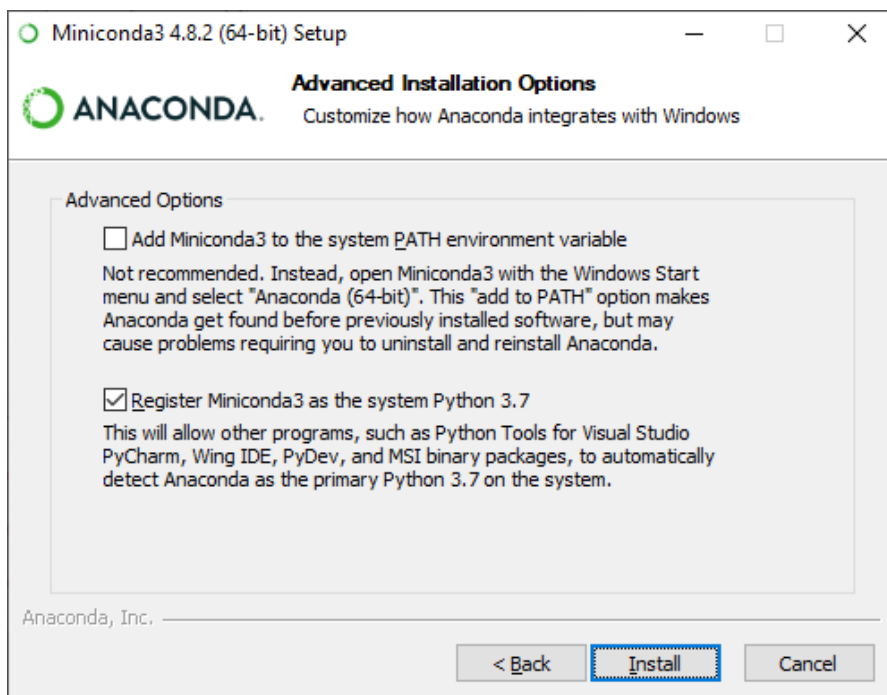 Miniconda3 4.8.2 (64-bit) Setup
ANACONDA.
Advanced Installation Options
Customize how Anaconda integrates with Windows
Advanced Options
Add Miniconda3 to the system PATH environment variable
Not recommended. Instead, open Miniconda3 with the Windows Start
menu and select "Anaconda (64-bit)". This "add to PATH" option makes
Anaconda get found before previously installed software, but may
cause problems requiring you to uninstall and reinstall Anaconda.
Register Miniconda3 as the system Python 3.7
This will allow other programs, such as Python Tools for Visual Studio
PyCharm, Wing IDE, PyDev, and MSI binary packages, to automatically
detect Anaconda as the primary Python 3.7 on the system.
Anaconda, Inc.
< Back
Install
Cancel